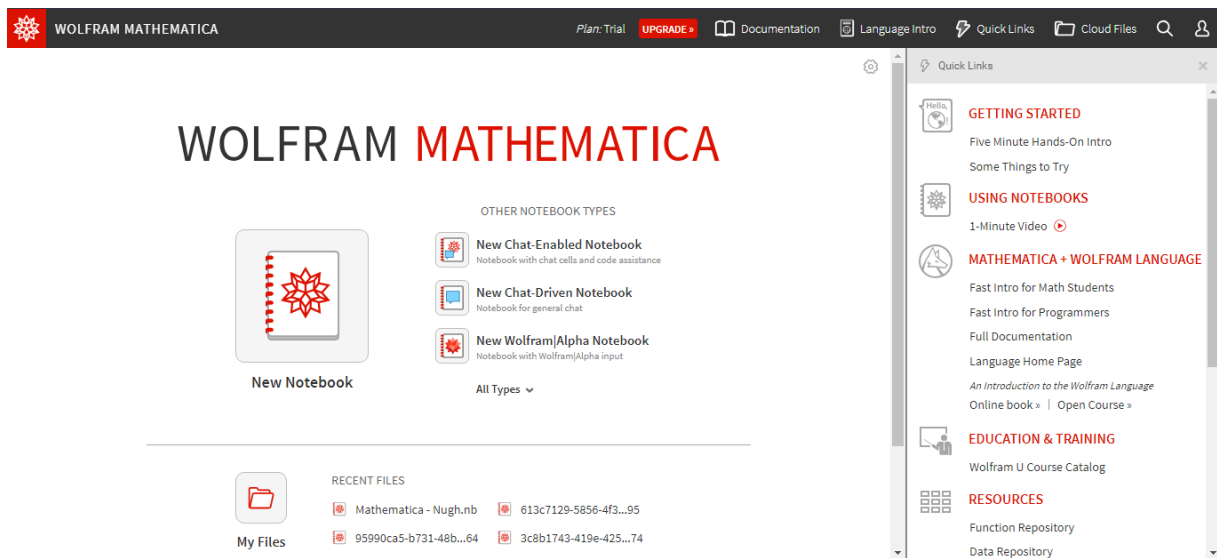 WOLFRAM MATHEMATICA
Plan: Trial UPGRADE » Documentation Language Intro Quick Links Cloud Files
WOLFRAM MATHEMATICA
New Notebook
OTHER NOTEBOOK TYPES
New Chat-Enabled Notebook
Notebook with chat cells and code assistance
New Chat-Driven Notebook
Notebook for general chat
New Wolfram|Alpha Notebook
Notebook with Wolfram|Alpha input
All Types
My Files
RECENT FILES
Mathematica - Nugh.nb 613c7129-5856-4f3...95
95990ca5-b731-48b...64 3c8b1743-419e-425...74
Quick Links
Hello,
GETTING STARTED
Five Minute Hands-On Intro
Some Things to Try
USING NOTEBOOKS
1-Minute Video
MATHEMATICA + WOLFRAM LANGUAGE
Fast Intro for Math Students
Fast Intro for Programmers
Full Documentation
Language Home Page
An Introduction to the Wolfram Language
Online book » | Open Course »
EDUCATION & TRAINING
Wolfram U Course Catalog
RESOURCES
Function Repository
Data Repository